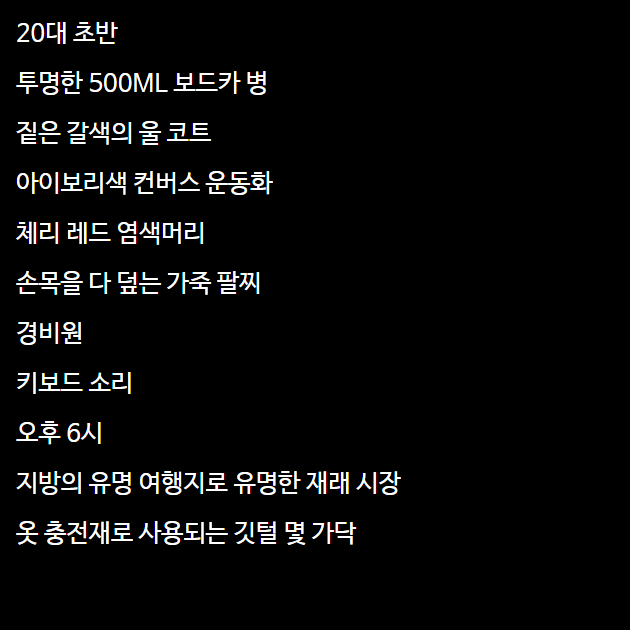 20대 초반
투명한 500ML 보드카 병
짙은 갈색의 울 코트
아이보리색 컨버스 운동화
체리 레드 염색머리
손목을 다 덮는 가죽 팔찌
경비원
키보드 소리
오후 6시
지방의 유명 여행지로 유명한 재래 시장
옷 충전재로 사용되는 깃털 몇 가닥